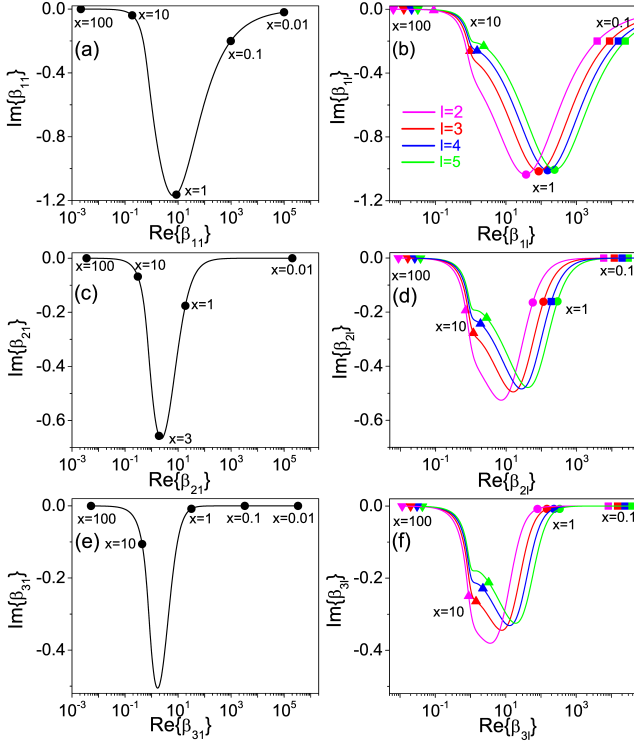 0.0
-0.4
-0.8
-1.2
Im{β11}
(a)
x=100
x=10
x=0.1
x=0.01
x=1
10-3 10-1 101 103 105
Re{β11}
0.0
-0.4
-0.8
-1.2
Im{β1l}
(b)
x=100
x=10
x=0.1
l=2
l=3
l=4
l=5
x=1
10-1 101 103
Re{β1l}
0.0
-0.2
-0.4
-0.6
Im{β21}
(c)
x=100
x=10
x=0.01
x=1
x=3
10-3 10-1 101 103 105
Re{β21}
0.0
-0.2
-0.4
-0.6
Im{β2l}
(d)
x=100
x=0.1
x=10
x=1
10-1 101 103
Re{β2l}
0.0
-0.2
-0.4
Im{β31}
(e)
x=100
x=10
x=1
x=0.1
x=0.01
10-3 10-1 101 103 105
Re{β31}
0.0
-0.2
-0.4
Im{β3l}
(f)
x=100
x=1
x=0.1
x=10
10-1 101 103
Re{β3l}